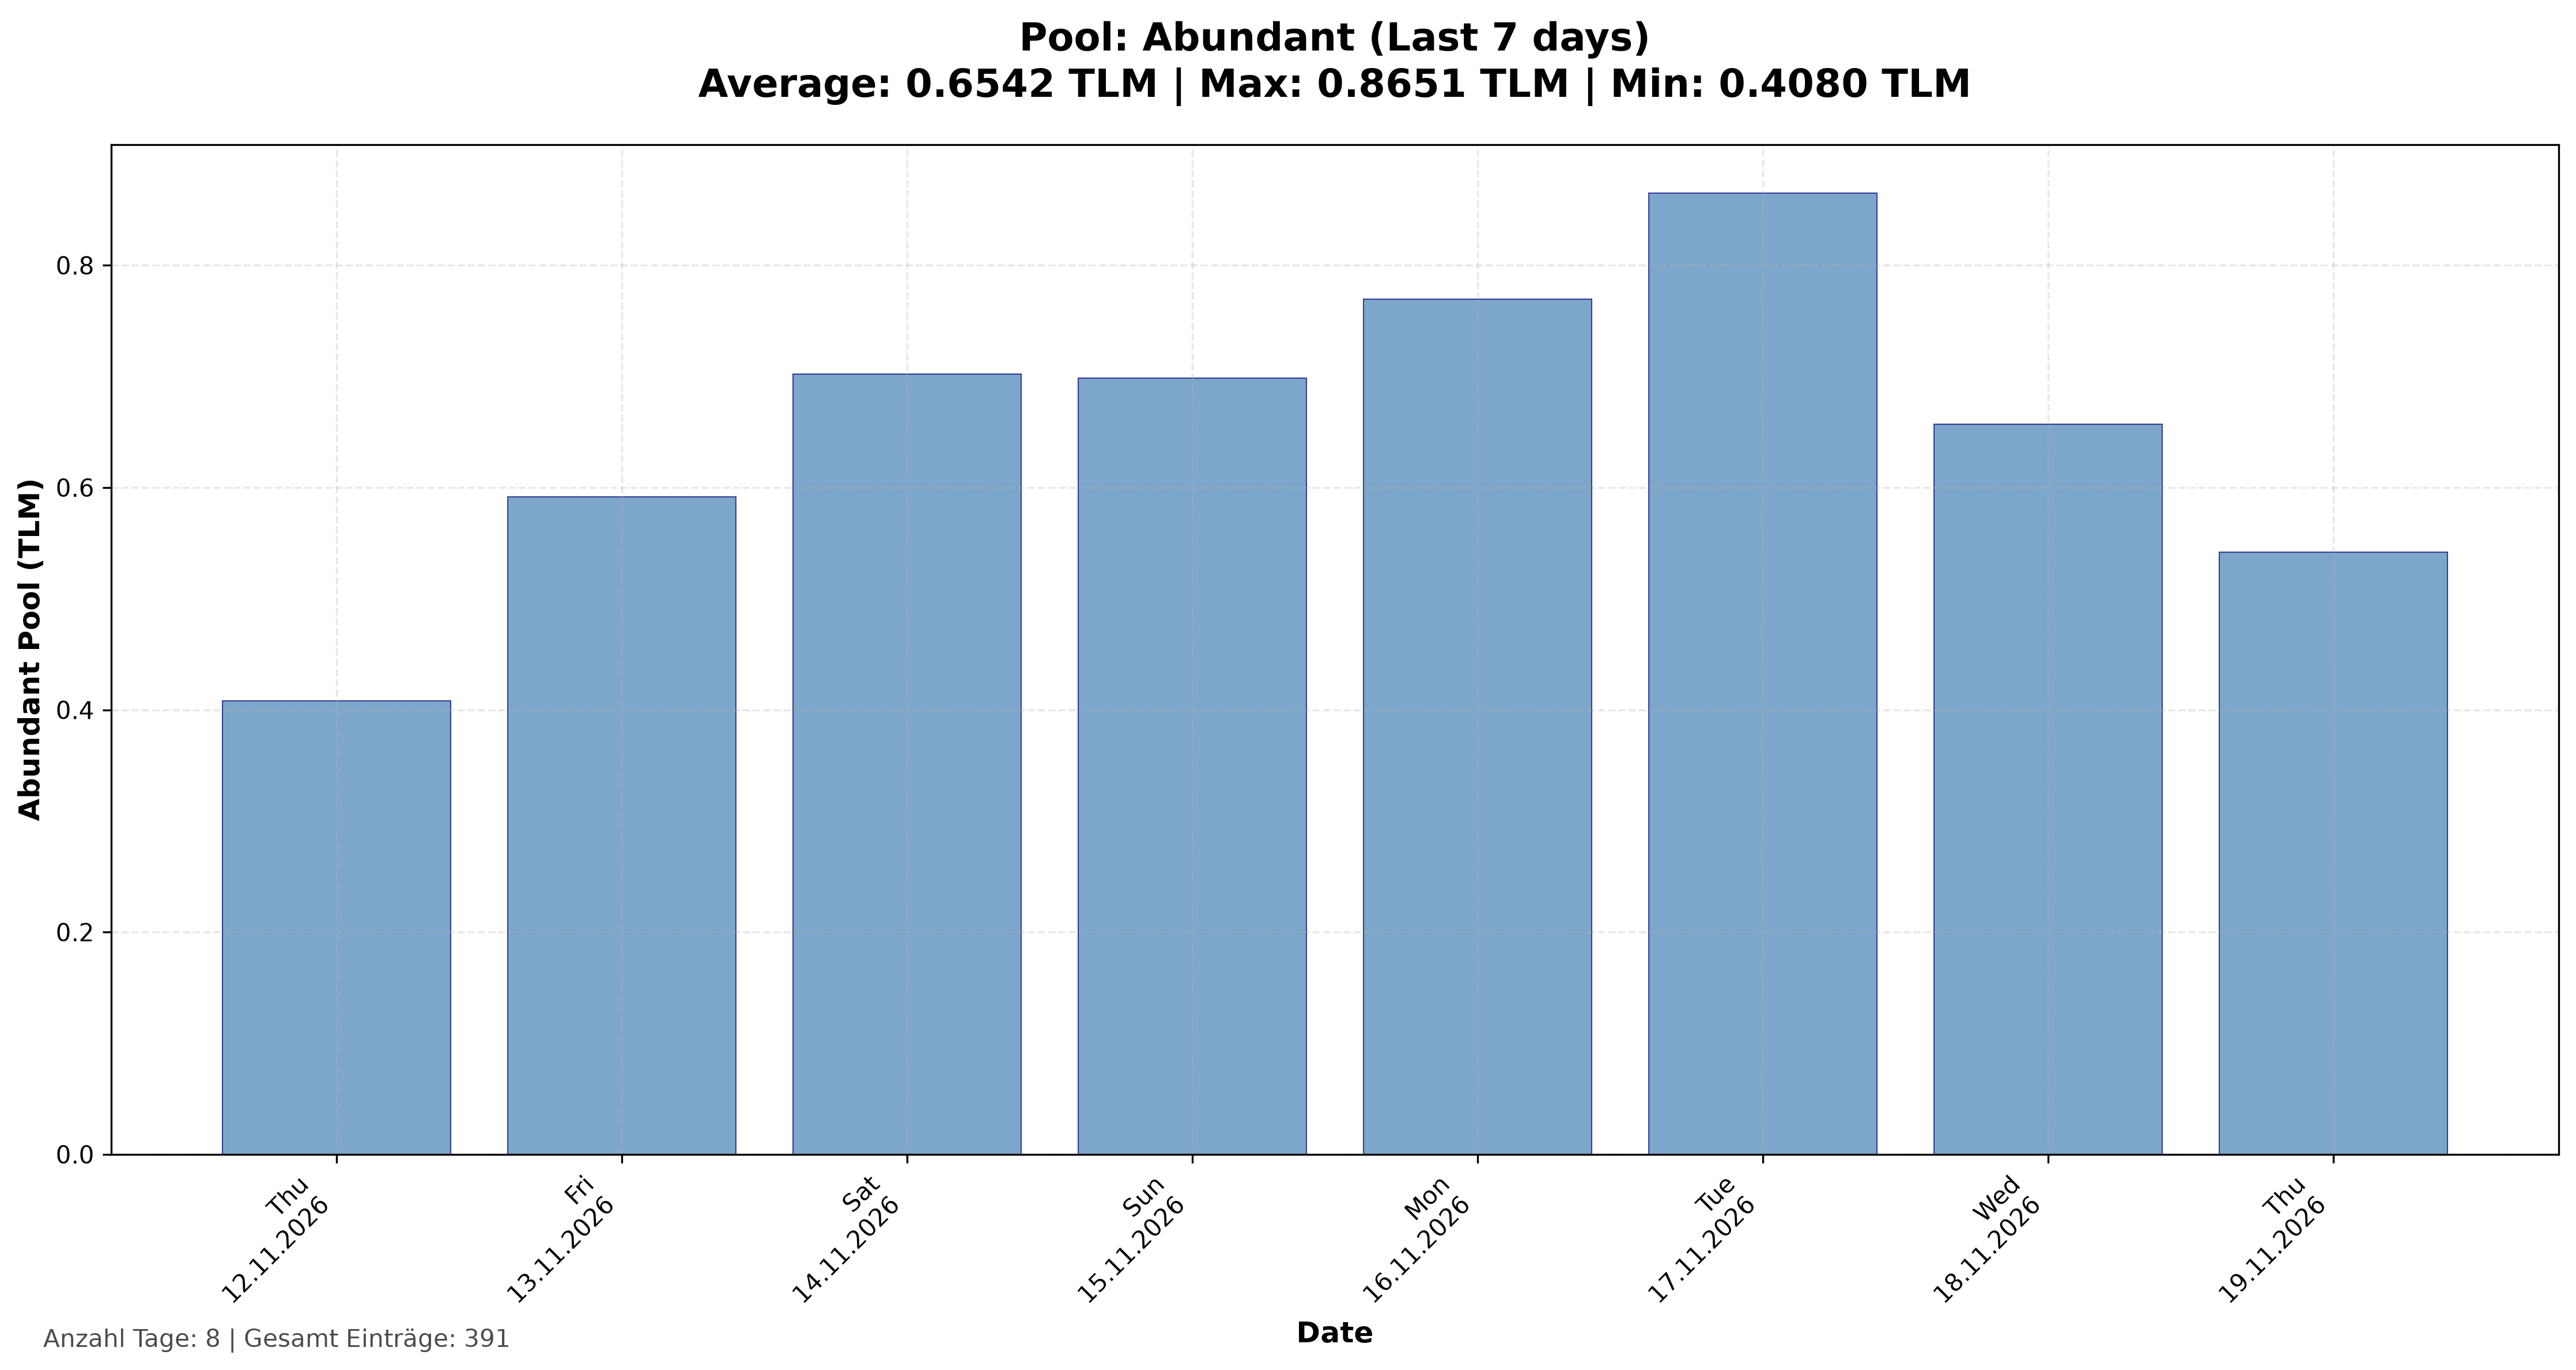 Pool: Abundant (Last 7 days)
Average: 0.6542 TLM | Max: 0.8651 TLM | Min: 0.4080 TLM
Abundant Pool (TLM)
0.8
0.6
0.4
0.2
0.0
Thu
12.11.2026
Fri
13.11.2026
Sat
14.11.2026
Sun
15.11.2026
Mon
16.11.2026
Tue
17.11.2026
Wed
18.11.2026
Thu
19.11.2026
Date
Anzahl Tage: 8 | Gesamt Einträge: 391